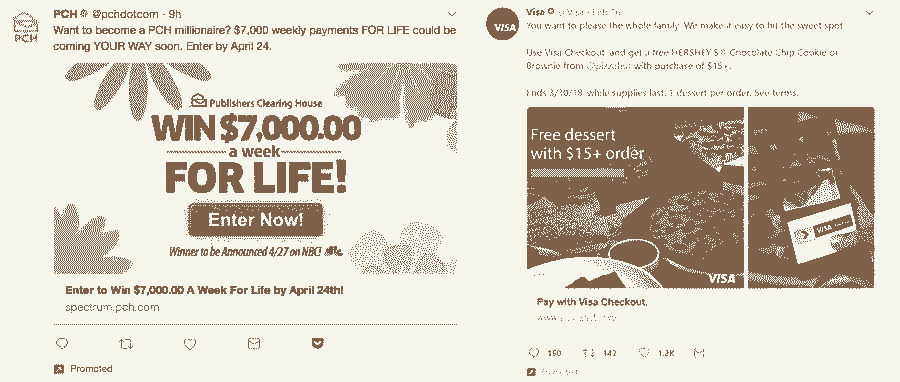 PCH @pchdotcom · 9h
Want to become a PCH millionaire? $7,000 weekly payments FOR LIFE could be
coming YOUR WAY soon. Enter by April 24.
PCH
Publishers Clearing House
WIN $7,000.00
a week
FOR LIFE!
Enter Now!
Winner to be Announced 4/27 on NBC!
Enter to Win $7,000.00 A Week For Life by April 24th!
spectrum.pch.com
Promoted
VISA
Visa
You want to please the whole family. We make it easy to hit the sweet spot.
Use Visa Checkout and get a free HERSHEY'S Chocolate Chip Cookie or
Brownie from @pizzahut with purchase of $15+.
Ends 3/30/18 while supplies last. 1 dessert per order. See terms.
Free dessert
with $15+ order
VISA
VISA
Pay with Visa Checkout.
350 142 1.2K
Promoted